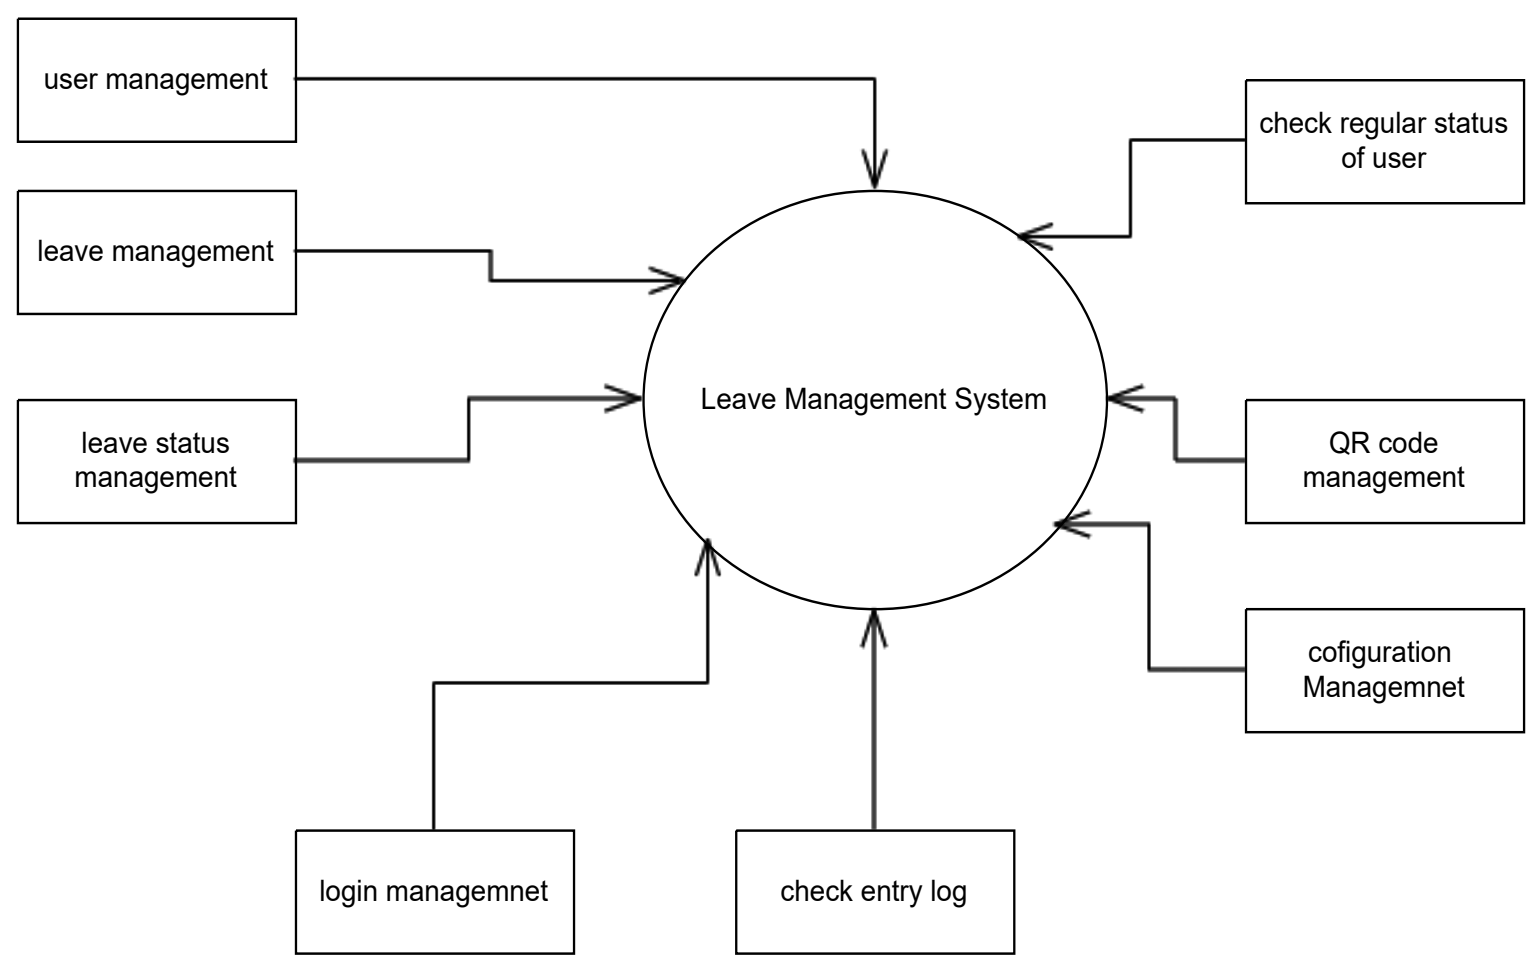 user management
check regular status
of user
leave management
Leave Management System
leave status
management
QR code
management
cofiguration
Managemnet
login managemnet
check entry log